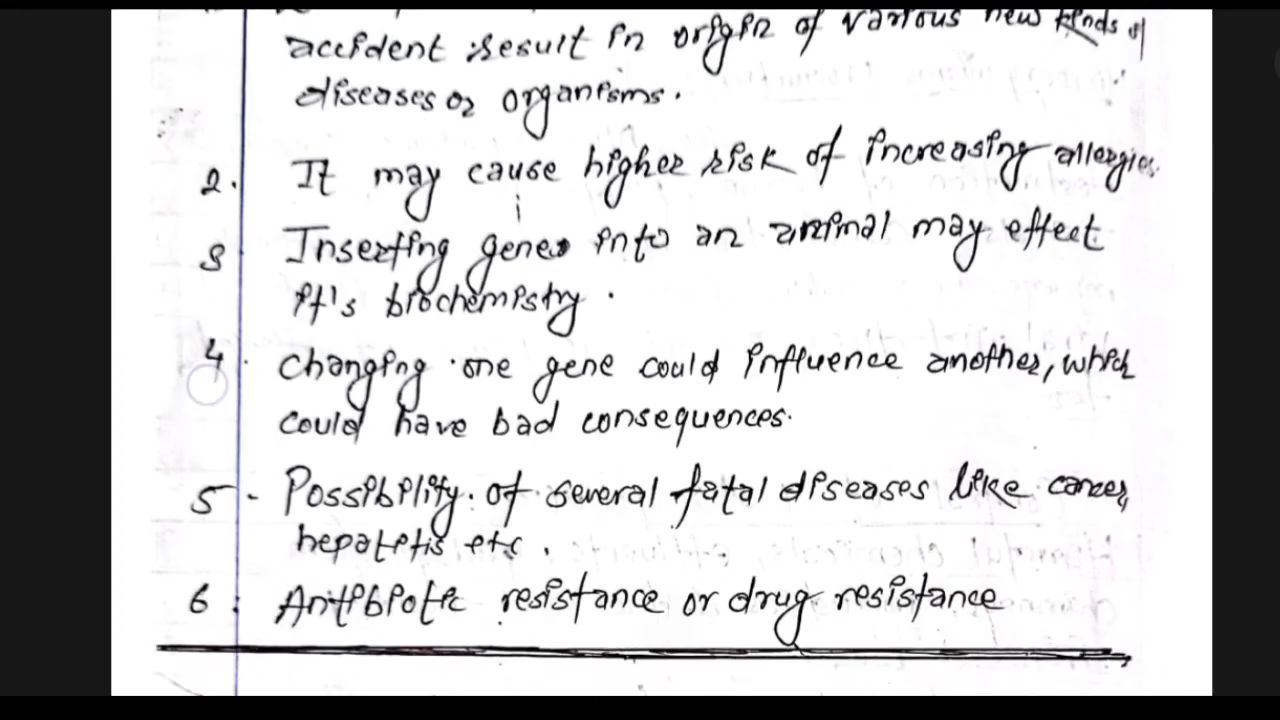 accident result in origin of various new kinds of
diseases or organisms.
2. It may cause higher risk of increasing allergies.
3 Inserting genes into an animal may effect
it's biochemistry.
4. Changing one gene could influence another, which
could have bad consequences.
5 - Possibility of several fatal diseases like cancer,
hepatetis etc.
6. Antibiotic resistance or drug resistance